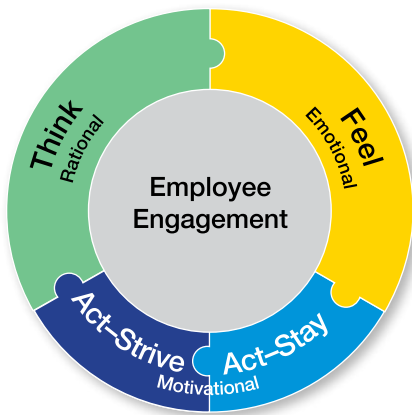 Think
Rational
Feel
Emotional
Employee
Engagement
Act–Strive
Act–Stay
Motivational